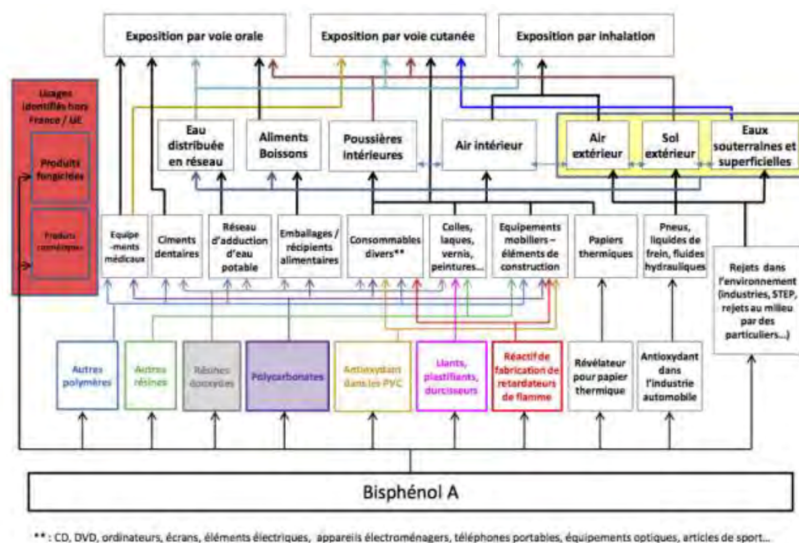 Exposition par voie orale
Exposition par voie cutanée
Exposition par inhalation
Usages
identifiés hors
France / UE
Produits
fongicides
Produits
Eau
distribuée
en réseau
Aliments
Boissons
Poussières
intérieures
Air intérieur
Air
extérieur
Sol
extérieur
Eaux
souterraines et
superficielles
Equipe
-ments
médicaux
Ciments
dentaires
Réseau
d'adduction
d'eau
potable
Emballages /
récipients
alimentaires
Consommables
divers**
Colles,
laques,
vernis,
peintures...
Equipements
mobiliers –
éléments de
construction
Papiers
thermiques
Pneus,
liquides de
frein, fluides
hydrauliques
Rejets dans
l'environnement
(industries, STEP,
rejets au milieu
par des
particuliers...)
Autres
polymères
Autres
résines
Résines
époxydes
Polycarbonates
Antioxydant
dans les PVC
Liants,
plastifiants,
durcisseurs
Réactif de
fabrication de
retardateurs
de flamme
Révélateur
pour papier
thermique
Antioxydant
dans
l'industrie
automobile
Bisphénol A
** : CD, DVD, ordinateurs, écrans, éléments électriques, appareils électroménagers, téléphones portables, équipements optiques, articles de sport...